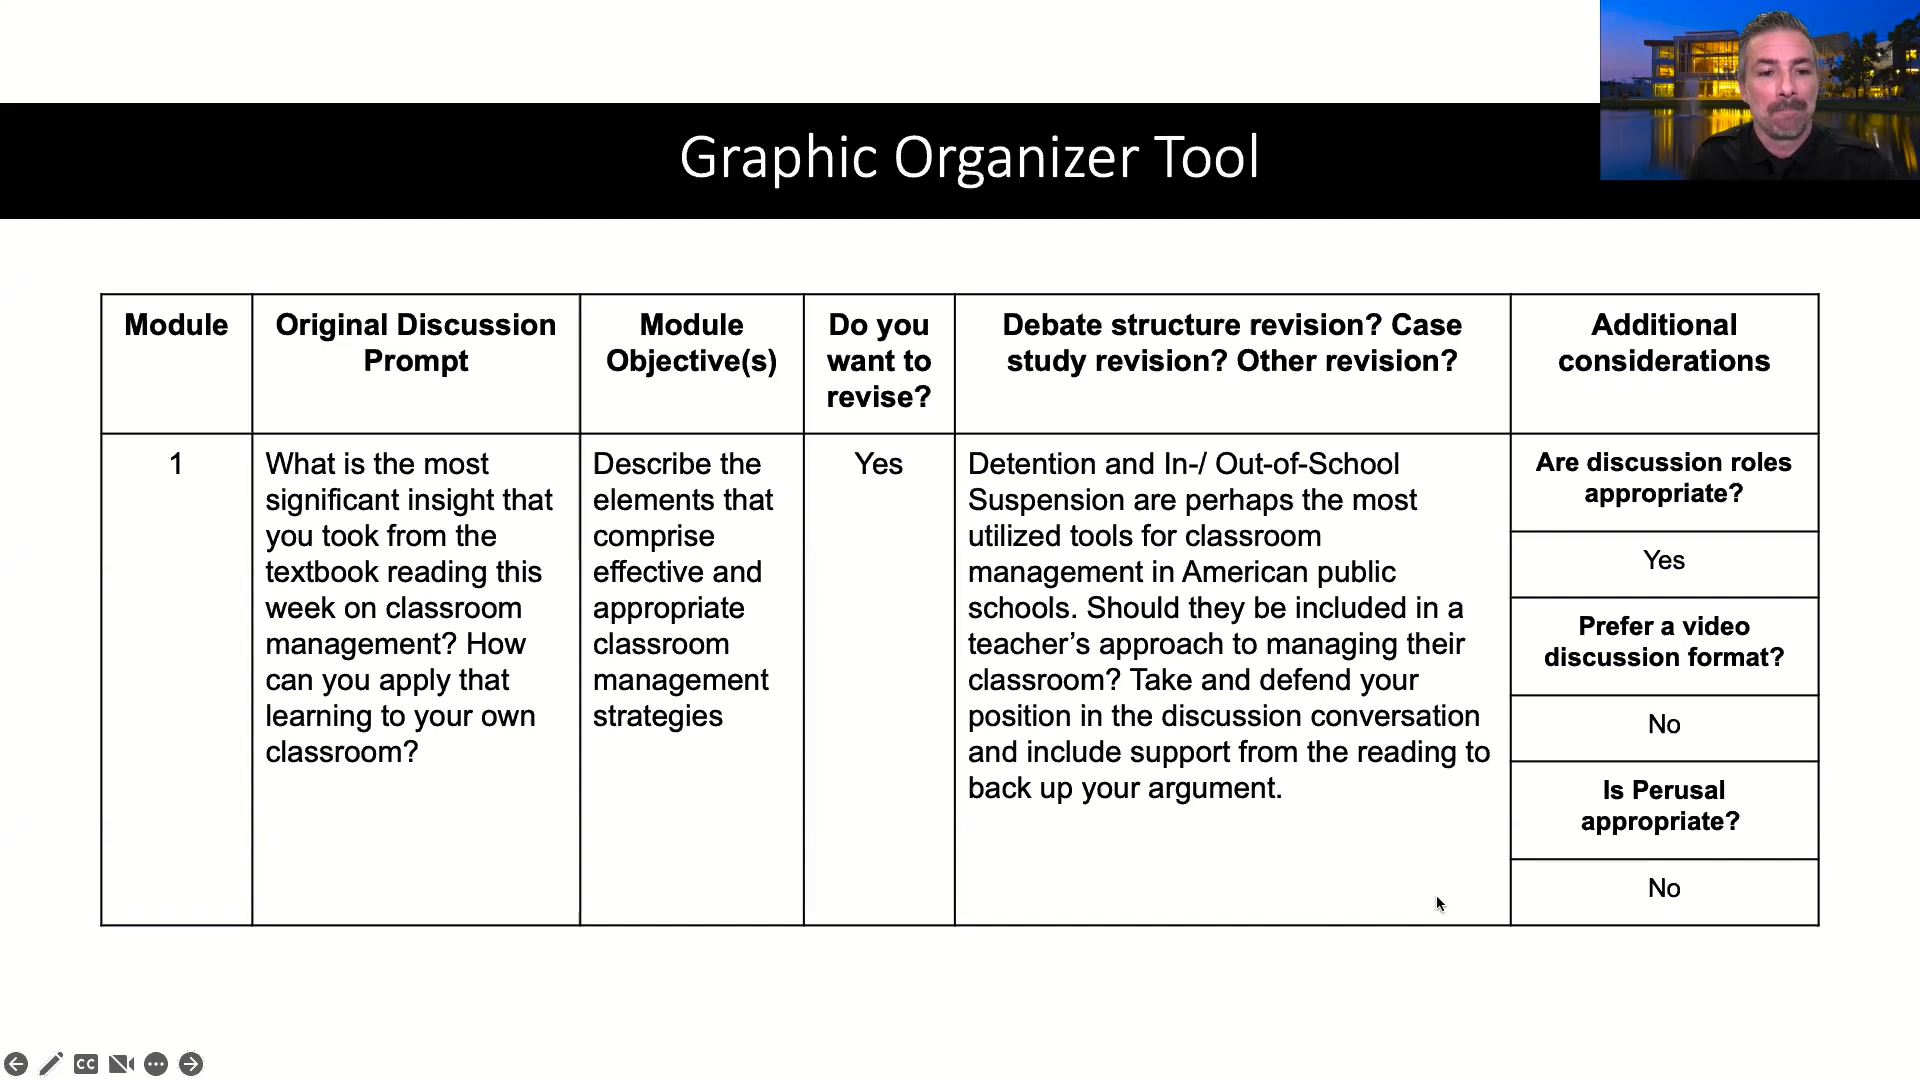 Graphic Organizer Tool
Module
Original Discussion
Prompt
Module
Objective(s)
Do you
want to
revise?
Debate structure revision? Case
study revision? Other revision?
Additional
considerations
1
What is the most
significant insight that
you took from the
textbook reading this
week on classroom
management? How
can you apply that
learning to your own
classroom?
Describe the
elements that
comprise
effective and
appropriate
classroom
management
strategies
Yes
Detention and In-/ Out-of-School
Suspension are perhaps the most
utilized tools for classroom
management in American public
schools. Should they be included in a
teacher’s approach to managing their
classroom? Take and defend your
position in the discussion conversation
and include support from the reading to
back up your argument.
Are discussion roles
appropriate?
Yes
Prefer a video
discussion format?
No
Is Perusal
appropriate?
No
CC